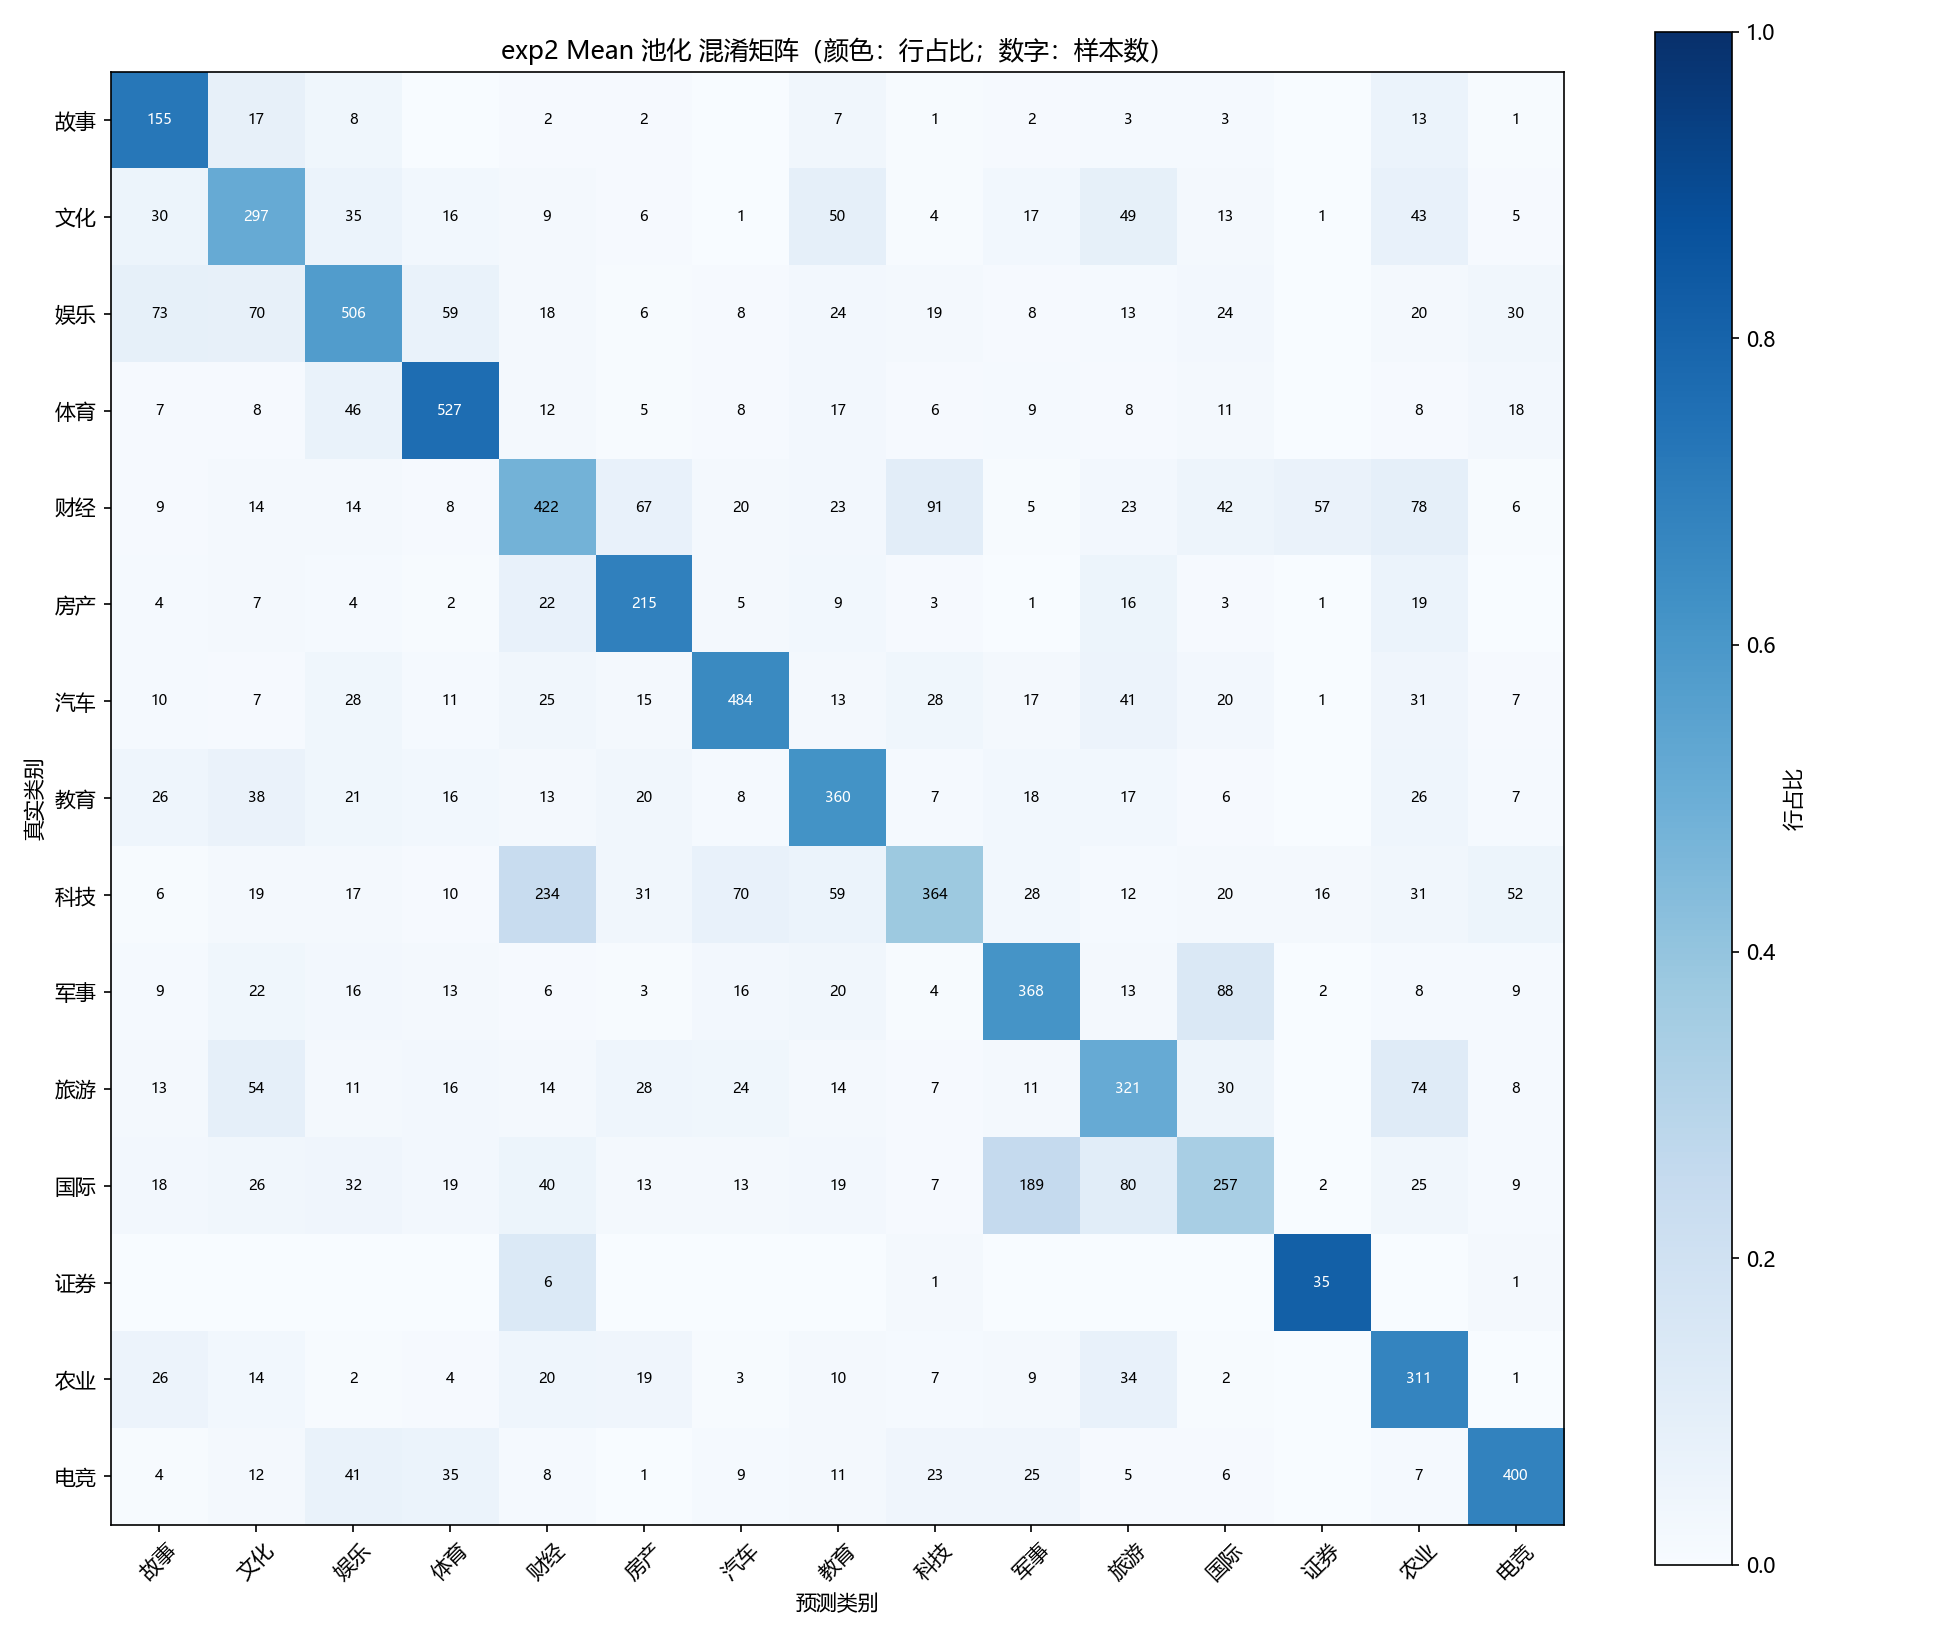 exp2 Mean 池化 混淆矩阵（颜色：行占比；数字：样本数）
故事 155 17 8 2 2 7 1 2 3 3 13 1
文化 30 297 35 16 9 6 1 50 4 17 49 13 1 43 5
娱乐 73 70 506 59 18 6 8 24 19 8 13 24 20 30
体育 7 8 46 527 12 5 8 17 6 9 8 11 8 18
财经 9 14 14 8 422 67 20 23 91 5 23 42 57 78 6
房产 4 7 4 2 22 215 5 9 3 1 16 3 1 19
汽车 10 7 28 11 25 15 484 13 28 17 41 20 1 31 7
教育 26 38 21 16 13 20 8 360 7 18 17 6 26 7
科技 6 19 17 10 234 31 70 59 364 28 12 20 16 31 52
军事 9 22 16 13 6 3 16 20 4 368 13 88 2 8 9
旅游 13 54 11 16 14 28 24 14 7 11 321 30 74 8
国际 18 26 32 19 40 13 13 19 7 189 80 257 2 25 9
证券 6 1 35 1
农业 26 14 2 4 20 19 3 10 7 9 34 2 311 1
电竞 4 12 41 35 8 1 9 11 23 25 5 6 7 400
故事 文化 娱乐 体育 财经 房产 汽车 教育 科技 军事 旅游 国际 证券 农业 电竞
预测类别
真实类别
1.0
0.8
0.6
0.4
0.2
0.0
行占比